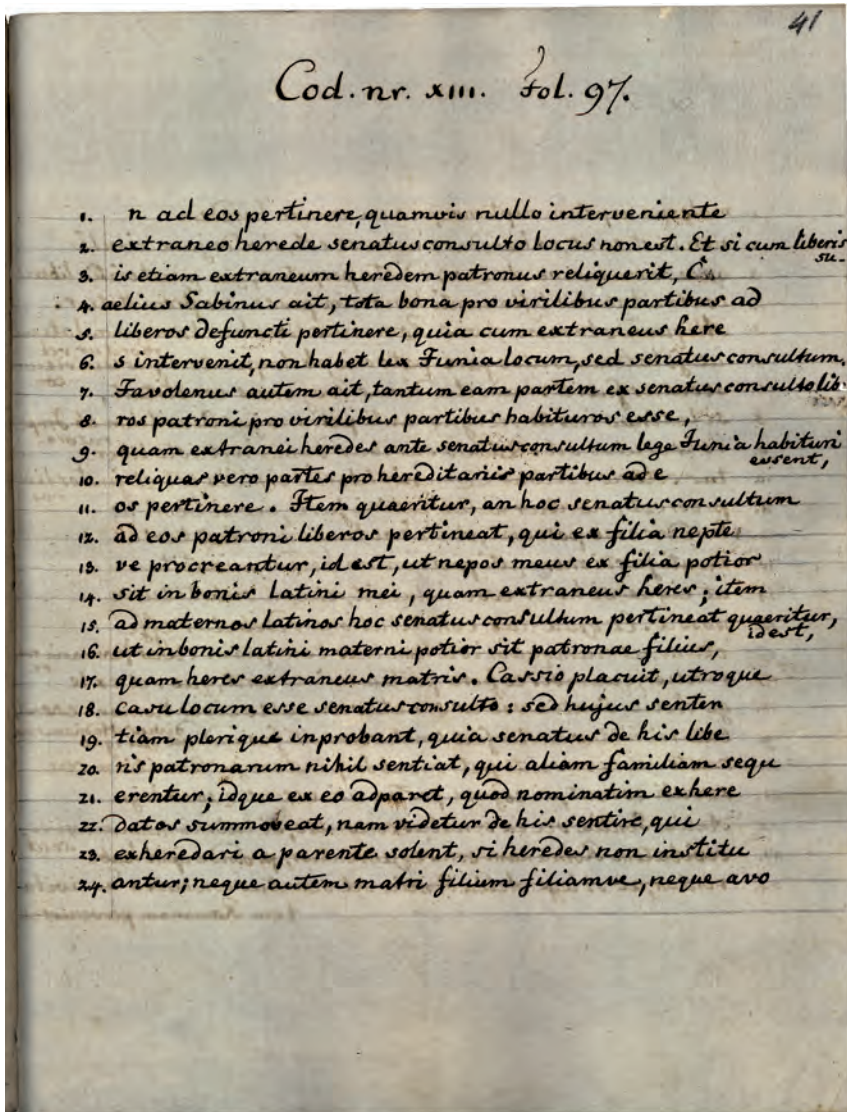 41
Cod. nr. XIII. Fol. 97.
1. n ad eos pertinere, quamvis nullo interveniente
2. extraneo herede senatusconsulto locus non est. Et si cum liberis
su-
3. is etiam extraneum heredem patronus reliquerit, C
4. aelius Sabinus ait, tota bona pro virilibus partibus ad
5. liberos defuncti pertinere, quia cum extraneus here
6. s intervenit, non habet lex Junia locum, sed senatus consultum.
7. Javolenus autem ait, tantum eam partem ex senatus consulto lib
8. ros patroni pro virilibus partibus habituros esse,
9. quam extranei heredes ante senatusconsultum lege Junia habituri
essent,
10. reliquas vero partes pro hereditariis partibus ad e
11. os pertinere. Item quaeritur, an hoc senatus consultum
12. ad eos patroni liberos pertineat, qui ex filia nepte
13. ve procreantur, id est, ut nepos meus ex filia potior
14. sit in bonis Latini mei, quam extraneus heres; item
15. ad maternos latinos hoc senatusconsultum pertineat quaeritur,
id est,
16. ut in bonis latini materni potior sit patronae filius,
17. quam heres extraneus matris. Cassio placuit, utroque
18. casu locum esse senatusconsulto: sed hujus senten
19. tiam plerique inprobant, quia senatus de his libe
20. ris patronarum nihil sentiat, qui aliam familiam sequ
21. erentur; idque ex eo adparet, quod nominatim exhere
22. datos summoveat, nam videtur de his sentire, qui
23. exheredari a parente solent, si heredes non institu
24. antur; neque autem matri filium filiamve, neque avo